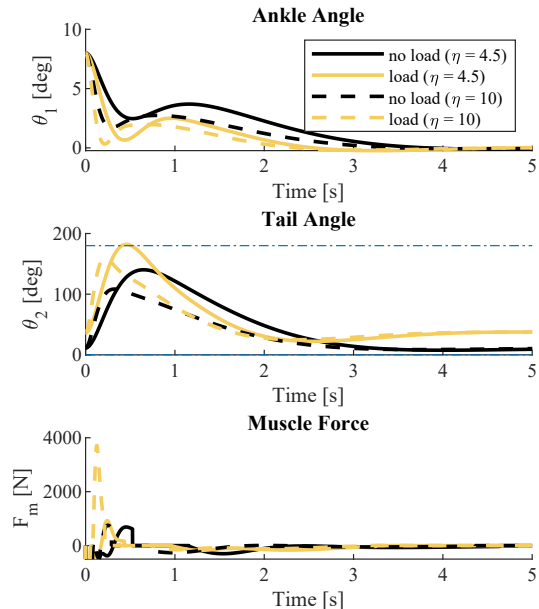 Ankle Angle
10
5
0
θ1 [deg]
no load (η = 4.5)
load (η = 4.5)
no load (η = 10)
load (η = 10)
0 1 2 3 4 5
Time [s]
Tail Angle
200
100
0
θ2 [deg]
0 1 2 3 4 5
Time [s]
Muscle Force
4000
2000
0
Fm [N]
0 1 2 3 4 5
Time [s]